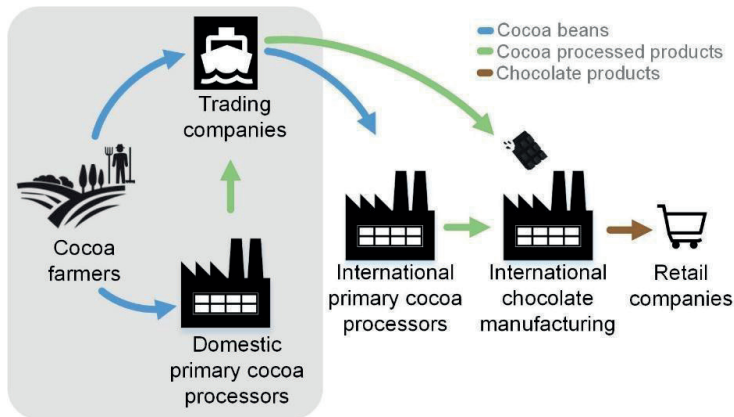 Cocoa beans
Cocoa processed products
Chocolate products
Trading
companies
Cocoa
farmers
Domestic
primary cocoa
processors
International
primary cocoa
processors
International
chocolate
manufacturing
Retail
companies